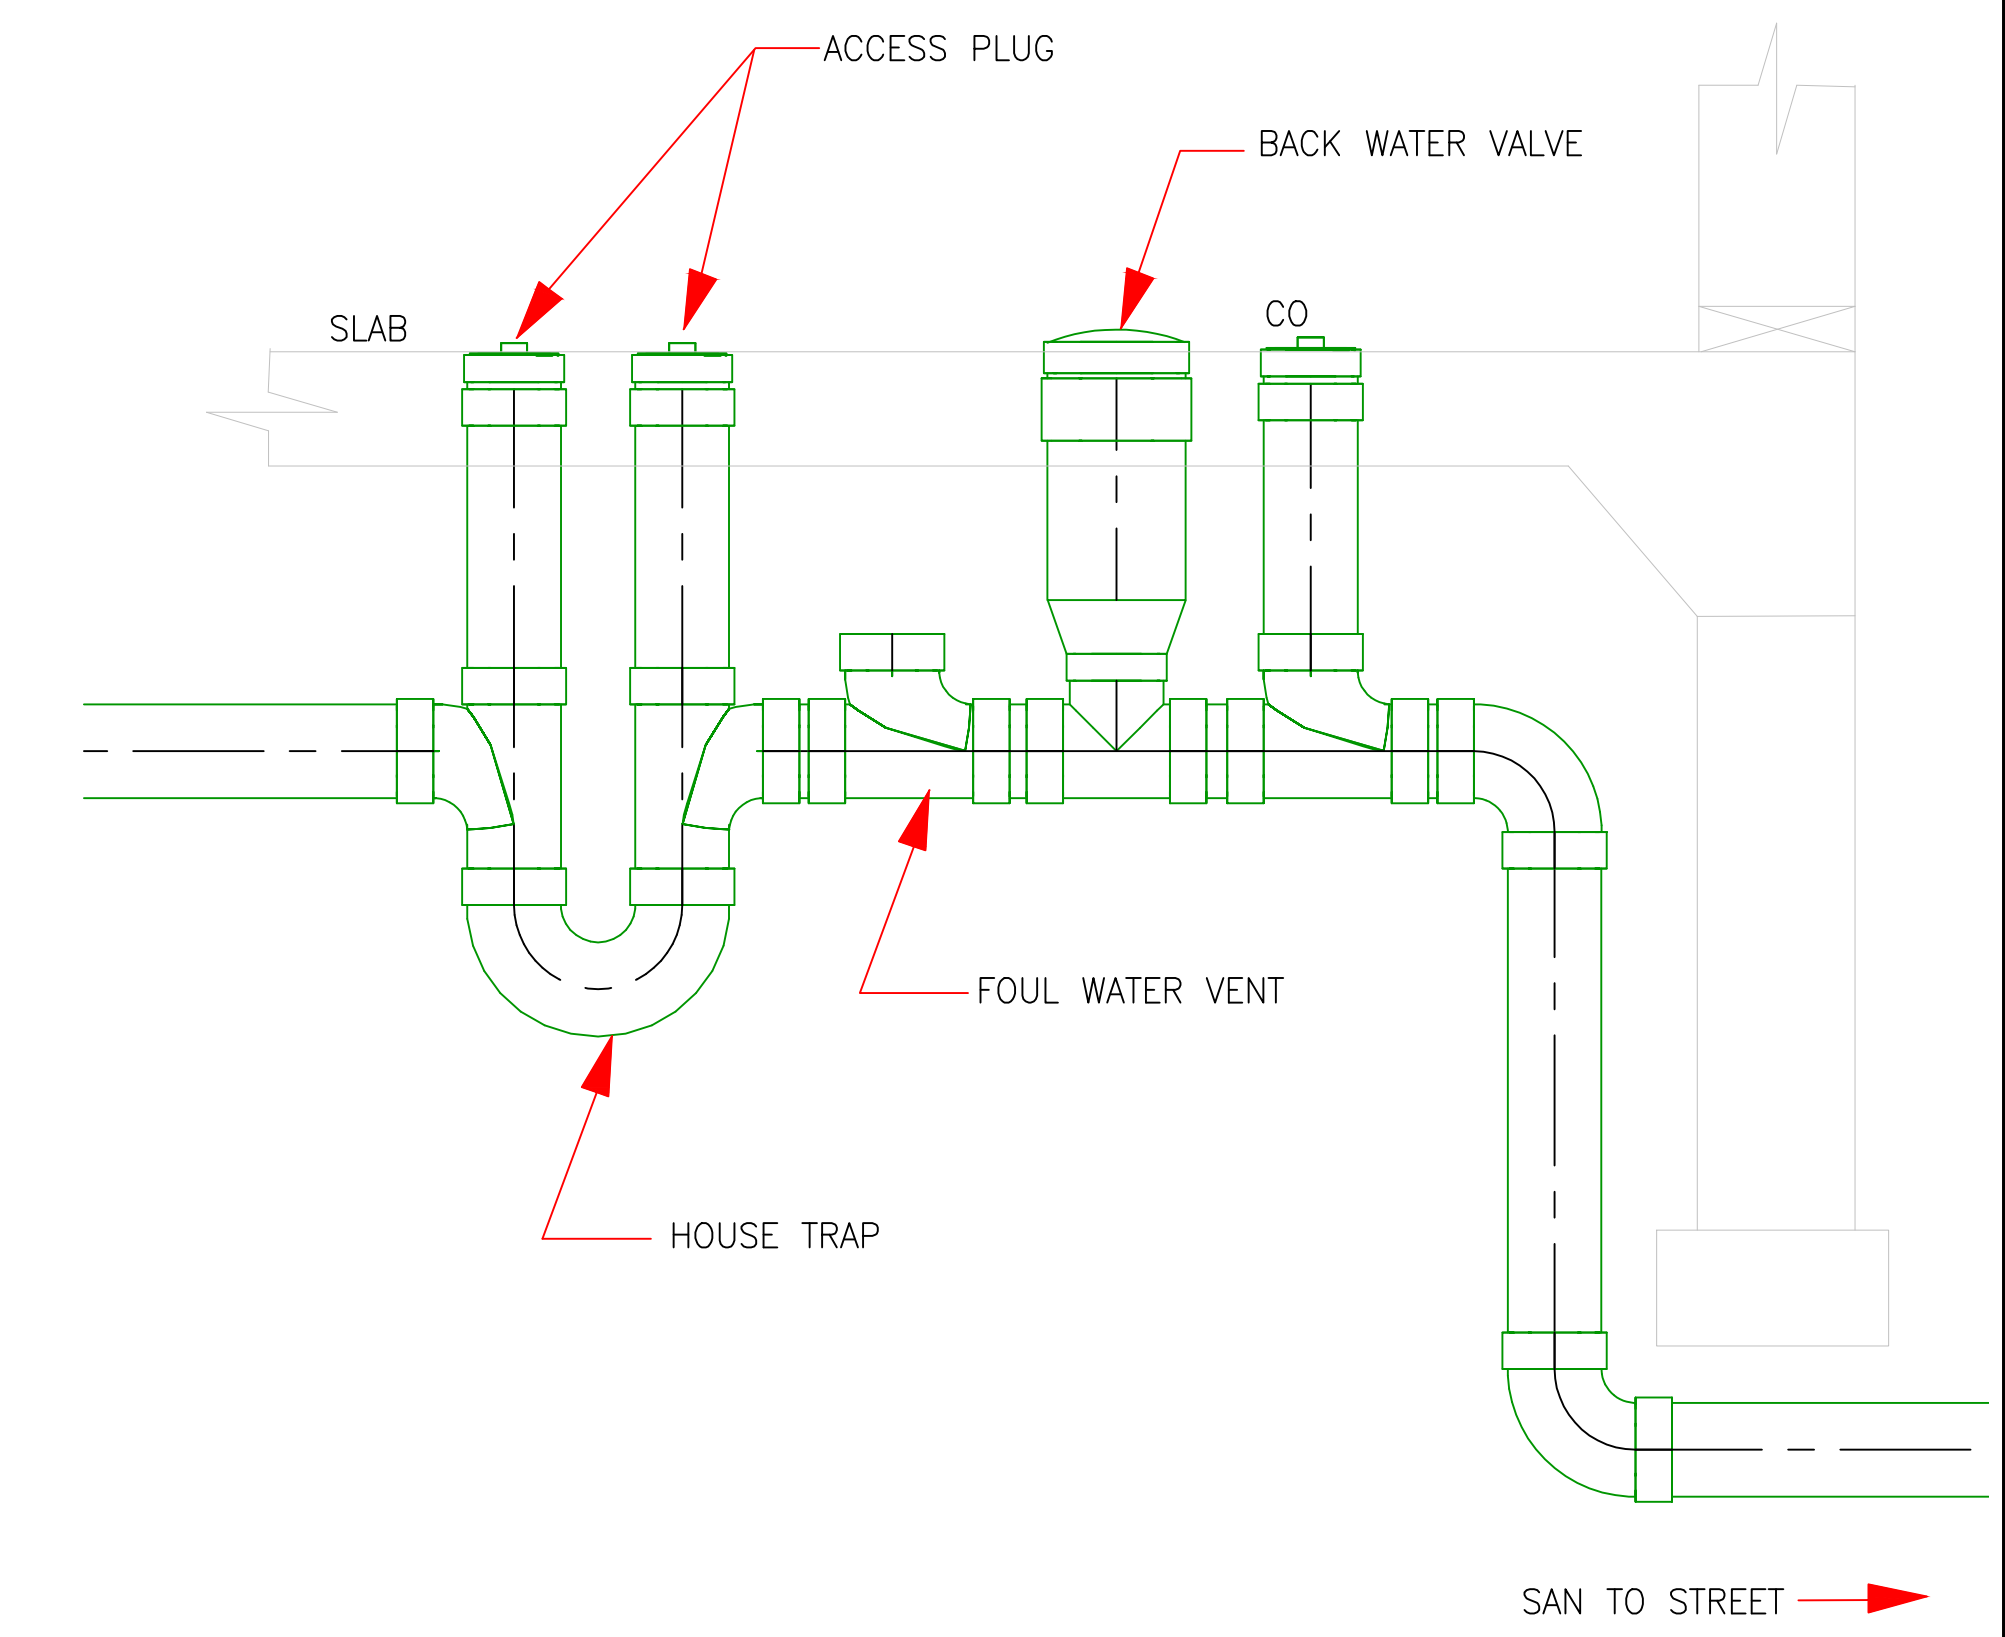 ACCESS PLUG
BACK WATER VALVE
SLAB
CO
FOUL WATER VENT
HOUSE TRAP
SAN TO STREET